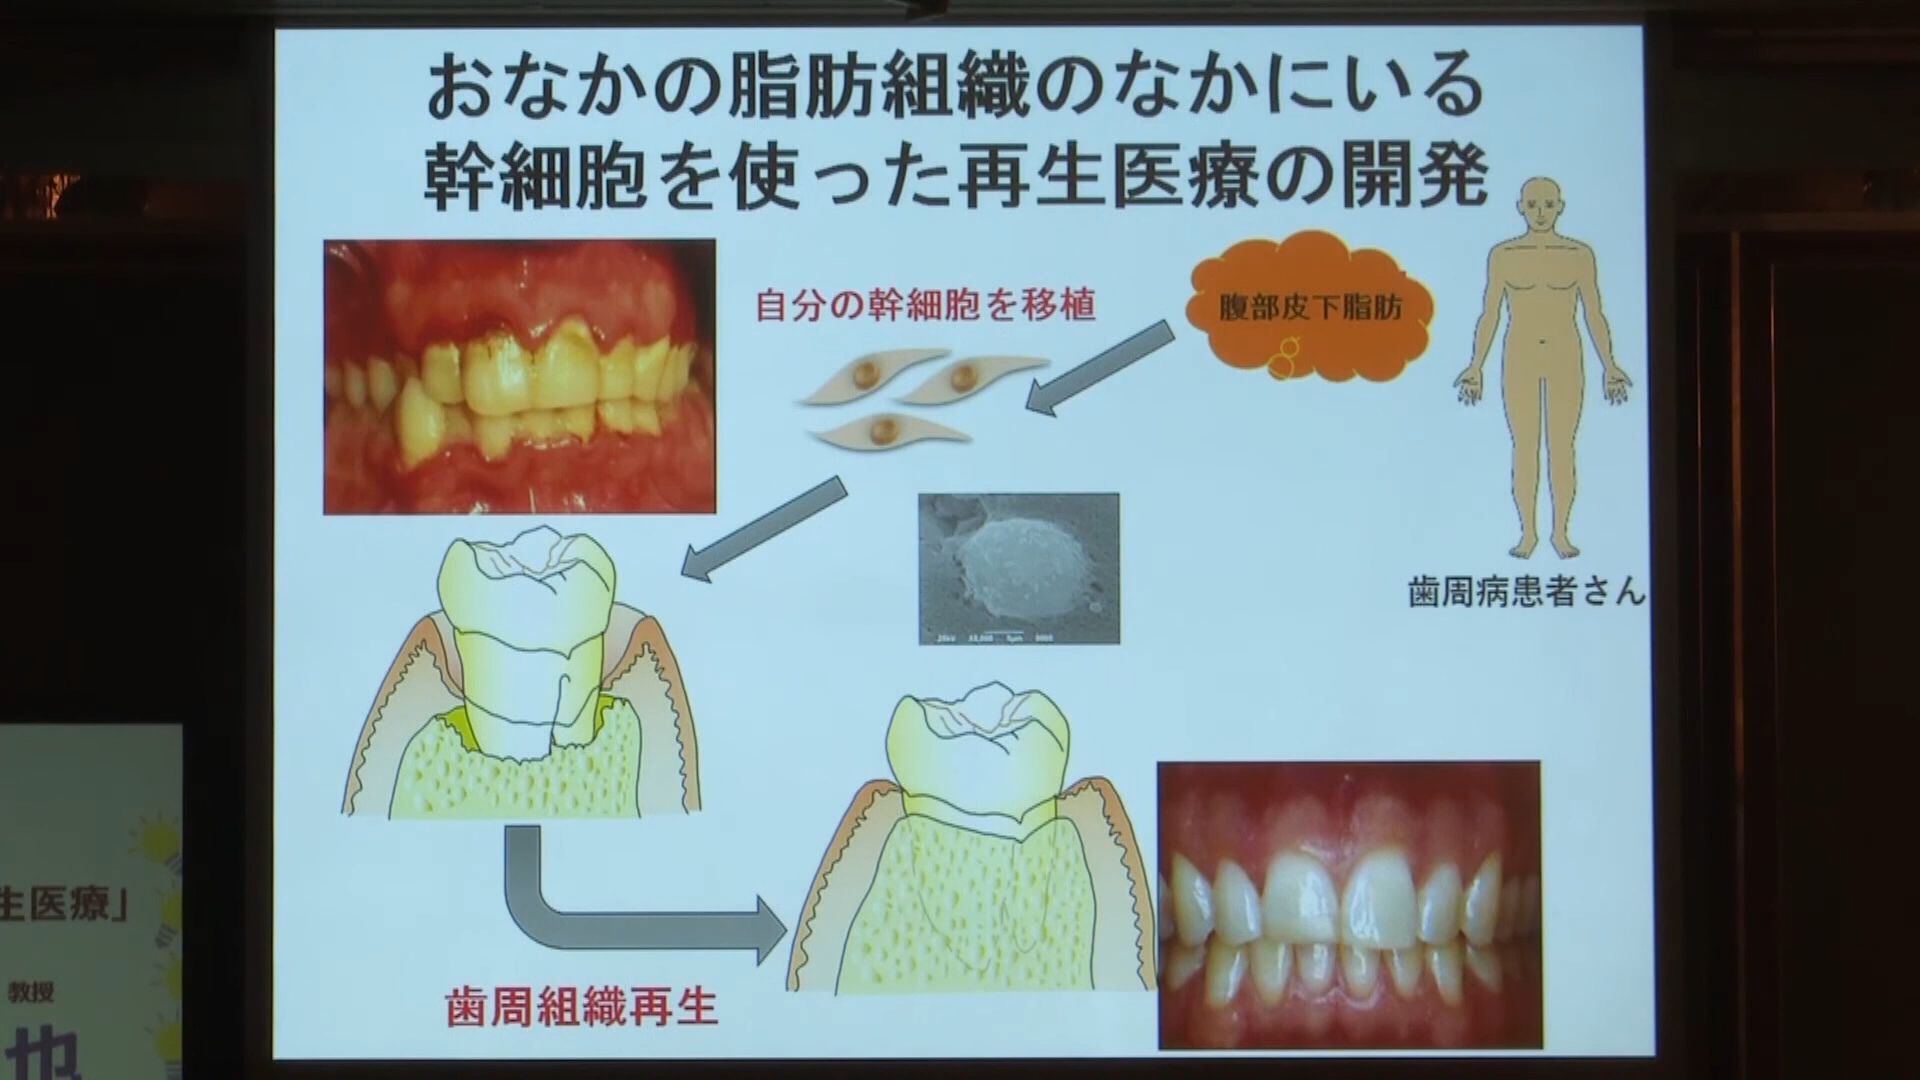 おなかの脂肪組織のなかにいる
幹細胞を使った再生医療の開発
自分の幹細胞を移植
腹部皮下脂肪
歯周病患者さん
歯周組織再生
生医療」
教授
也